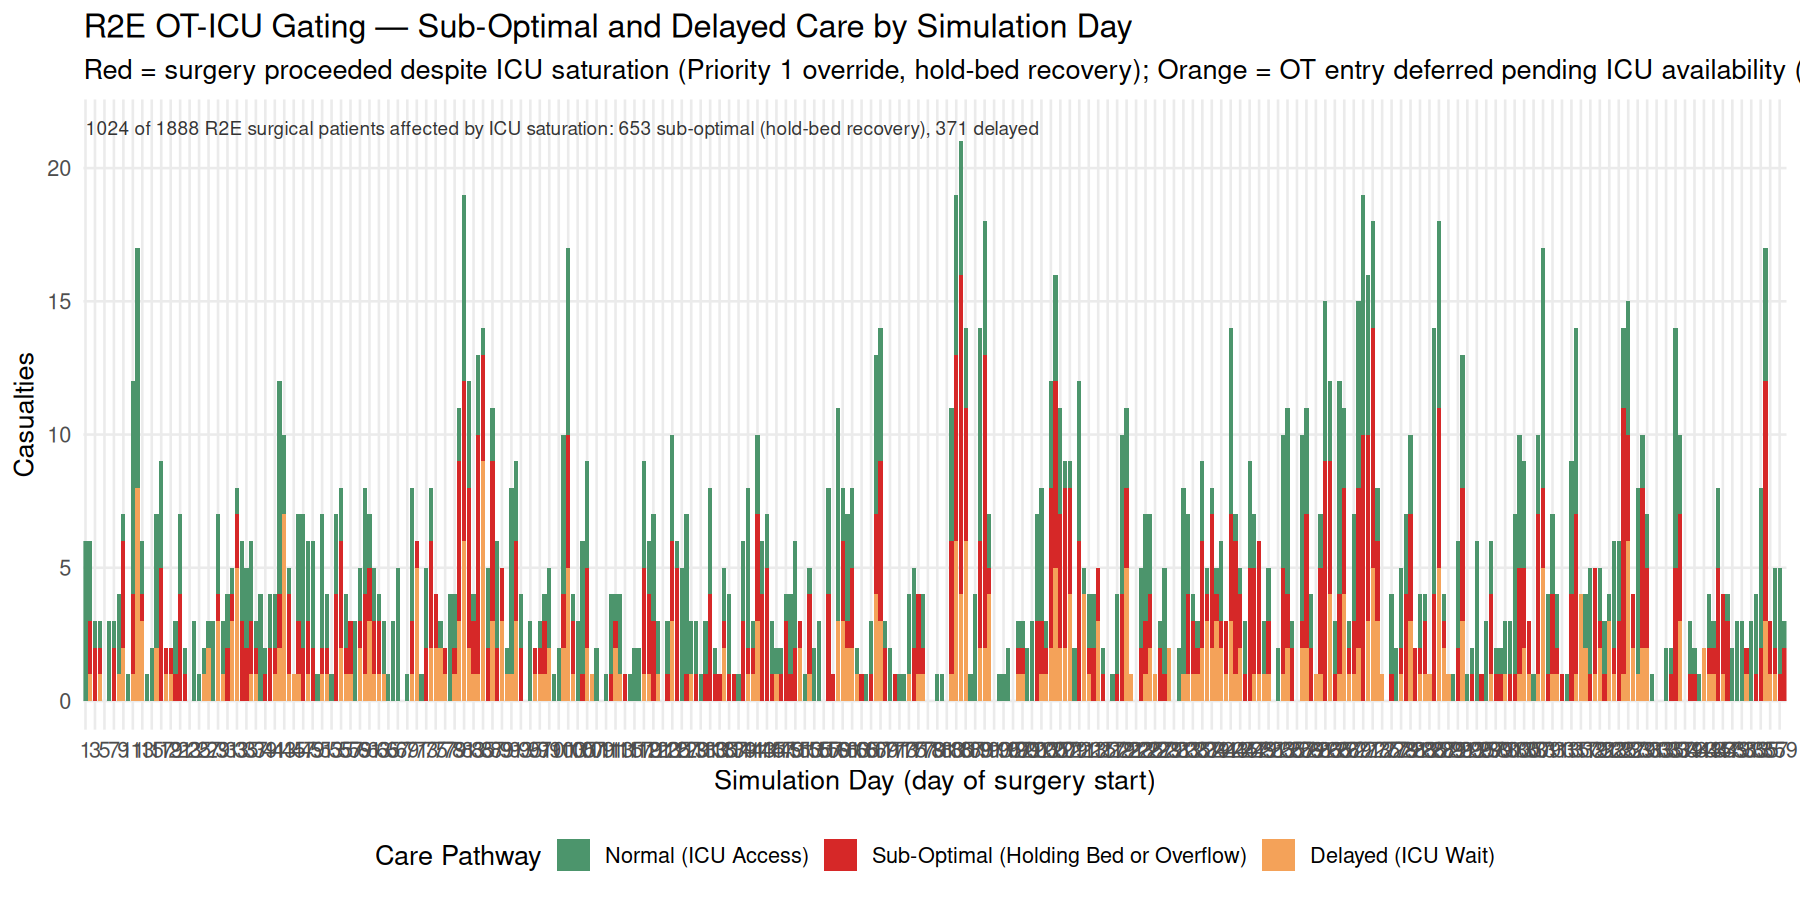 R2E OT-ICU Gating — Sub-Optimal and Delayed Care by Simulation Day
Red = surgery proceeded despite ICU saturation (Priority 1 override, hold-bed recovery); Orange = OT entry deferred pending ICU availability (
1024 of 1888 R2E surgical patients affected by ICU saturation: 653 sub-optimal (hold-bed recovery), 371 delayed
20
15
10
5
0
Casualties
Simulation Day (day of surgery start)
Care Pathway
Normal (ICU Access)
Sub-Optimal (Holding Bed or Overflow)
Delayed (ICU Wait)